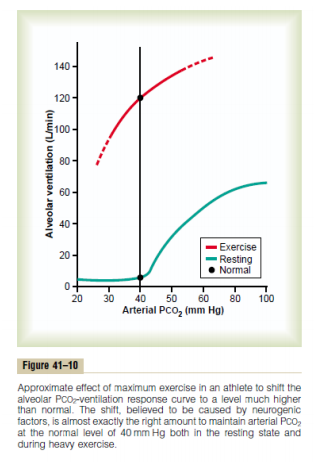 Alveolar ventilation (L/min)
140
120
100
80
60
40
20
0
20 30 40 50 60 80 100
Arterial PCO2 (mm Hg)
Exercise
Resting
Normal
Figure 41–10
Approximate effect of maximum exercise in an athlete to shift the
alveolar PCO2-ventilation response curve to a level much higher
than normal. The shift, believed to be caused by neurogenic
factors, is almost exactly the right amount to maintain arterial PCO2
at the normal level of 40 mm Hg both in the resting state and
during heavy exercise.